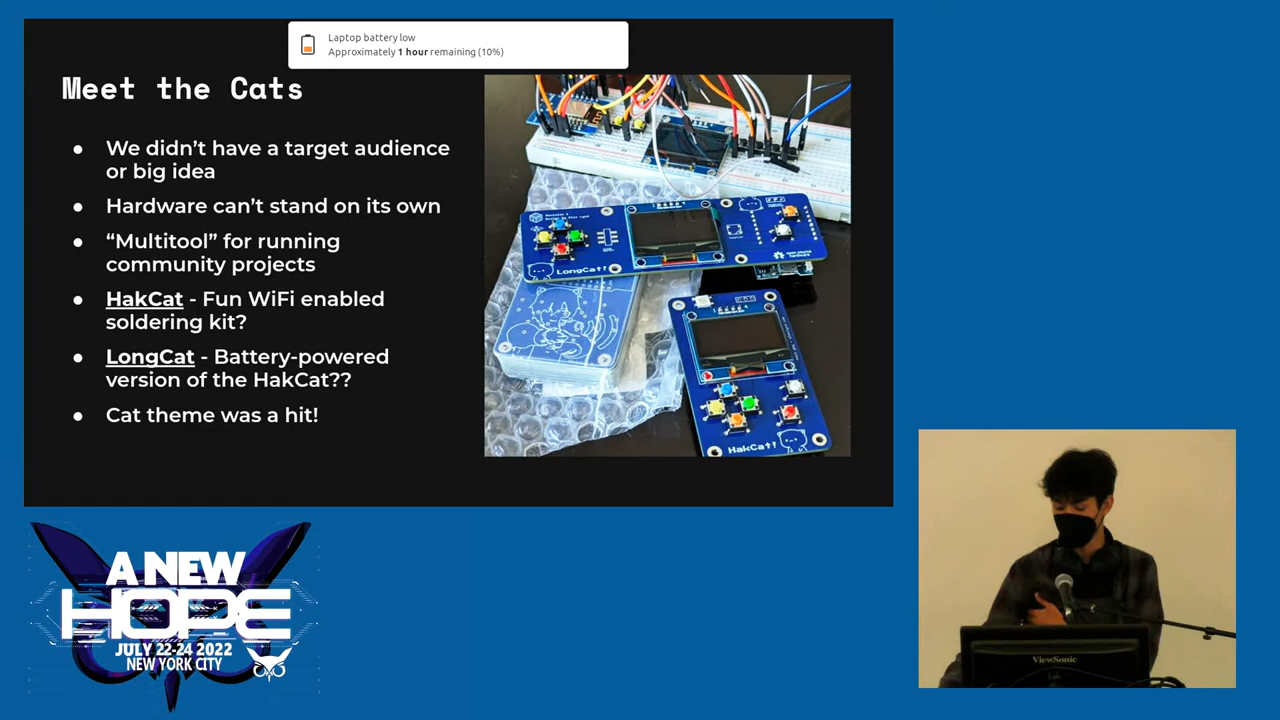 Laptop battery low
Approximately 1 hour remaining (10%)
Meet the Cats
● We didn’t have a target audience
or big idea
● Hardware can’t stand on its own
● “Multitool” for running
community projects
● HakCat - Fun WiFi enabled
soldering kit?
● LongCat - Battery-powered
version of the HakCat??
● Cat theme was a hit!
LongCat!
HakCat!
A NEW
HOPE
JULY 22-24 2022
NEW YORK CITY
ViewSonic